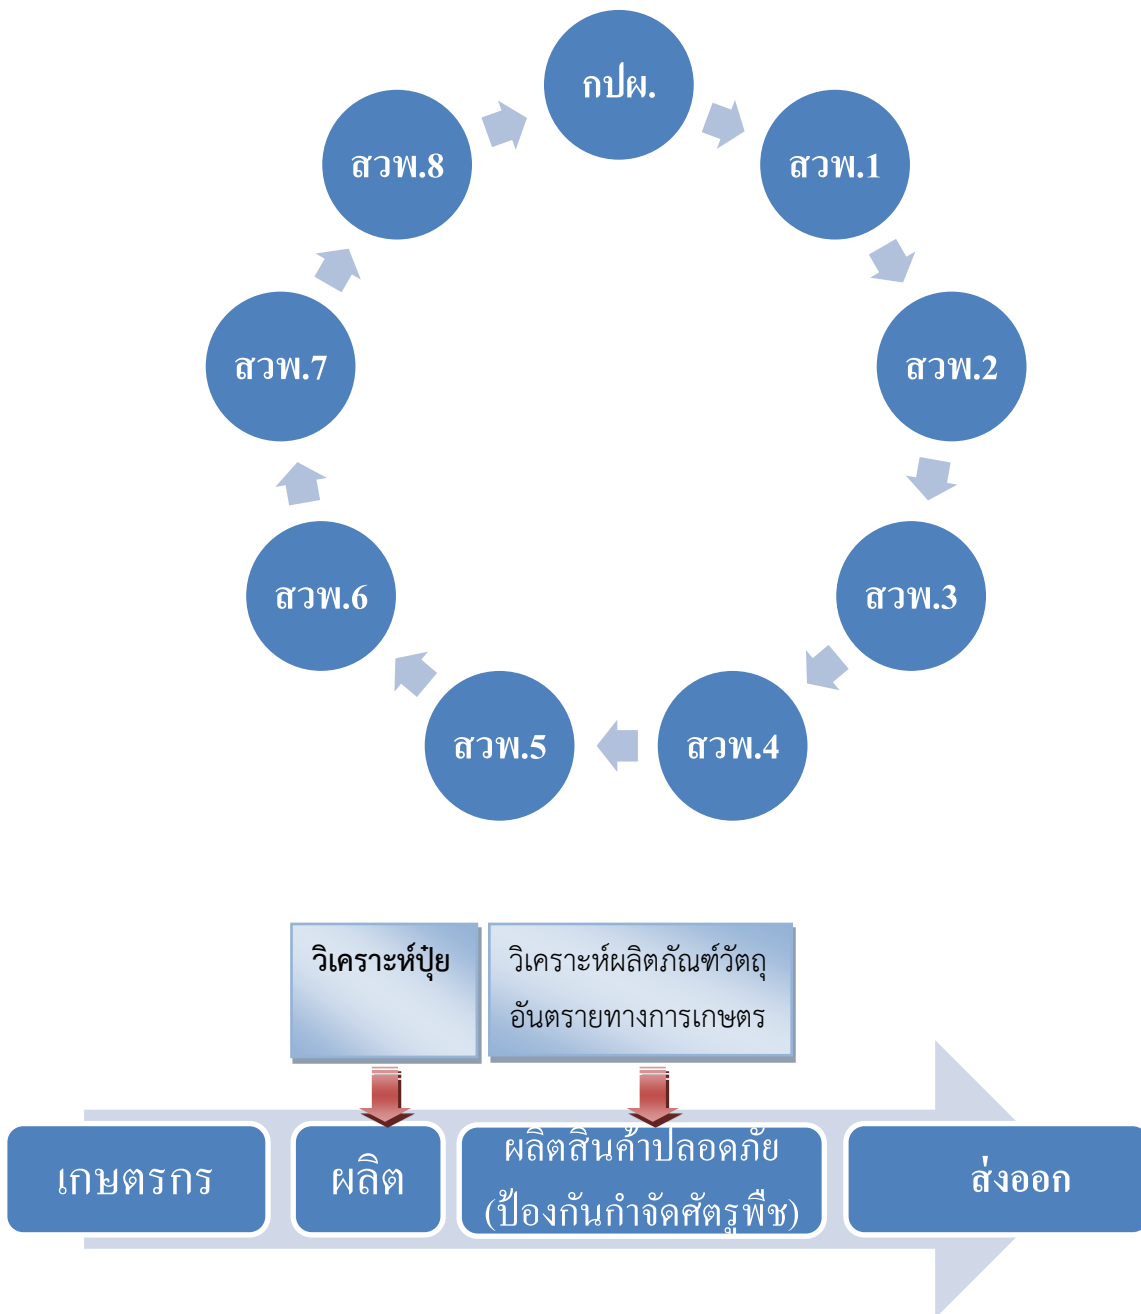 กปผ.
สวพ.1
สวพ.2
สวพ.3
สวพ.4
สวพ.5
สวพ.6
สวพ.7
สวพ.8
วิเคราะห์ปุ๋ย
วิเคราะห์ผลิตภัณฑ์วัตถุ
อันตรายทางการเกษตร
เกษตรกร
ผลิต
ผลิตสินค้าปลอดภัย
(ป้องกันกำจัดศัตรูพืช)
ส่งออก